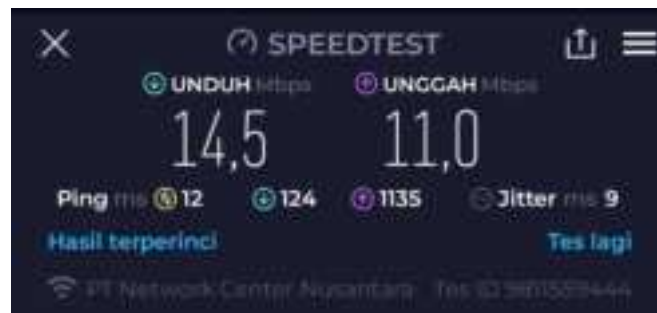 SPEEDTEST
UNDUH Mbps UNGGAH Mbps
14,5 11,0
Ping ms 12 124 1135 Jitter ms 9
Hasil terperinci Tes lagi
PT Network Center Nusantara Tes ID